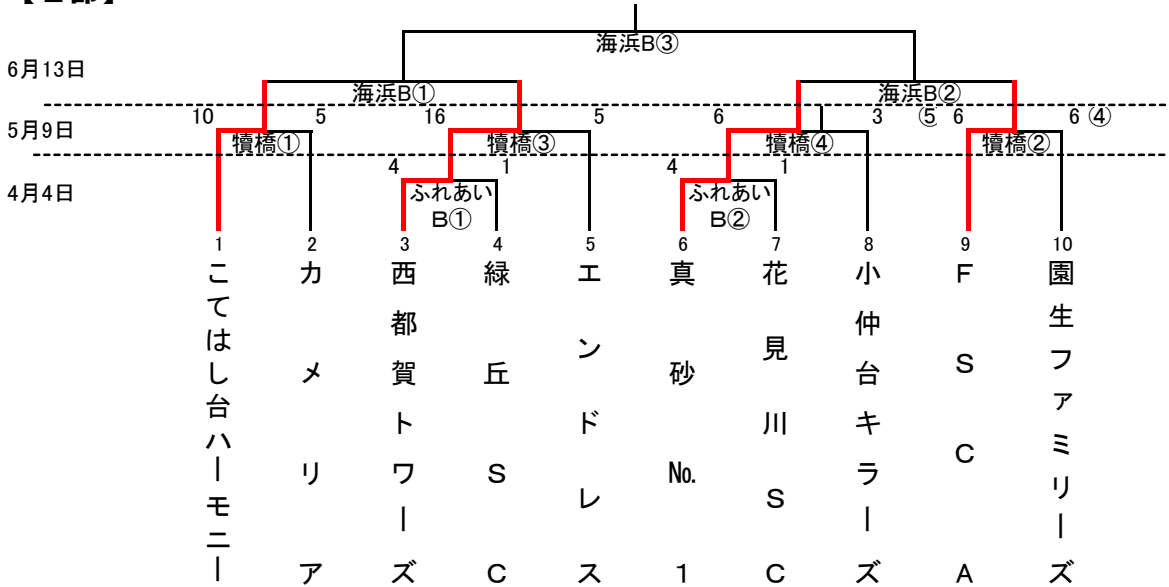 海浜B③
6月13日
海浜B① 海浜B②
10 5 16 5 6 3 ⑤ 6 6 ④
5月9日
犢橋① 犢橋③ 犢橋④ 犢橋②
4 1 4 1
4月4日
ふれあい ふれあい
B① B②
1 2 3 4 5 6 7 8 9 10
こてはし台ハーモニー
カメリア
西都賀トワーズ
緑丘SC
エンドレス
真砂№1
花見川SC
小仲台キラーズ
FSCA
園生ファミリーズ